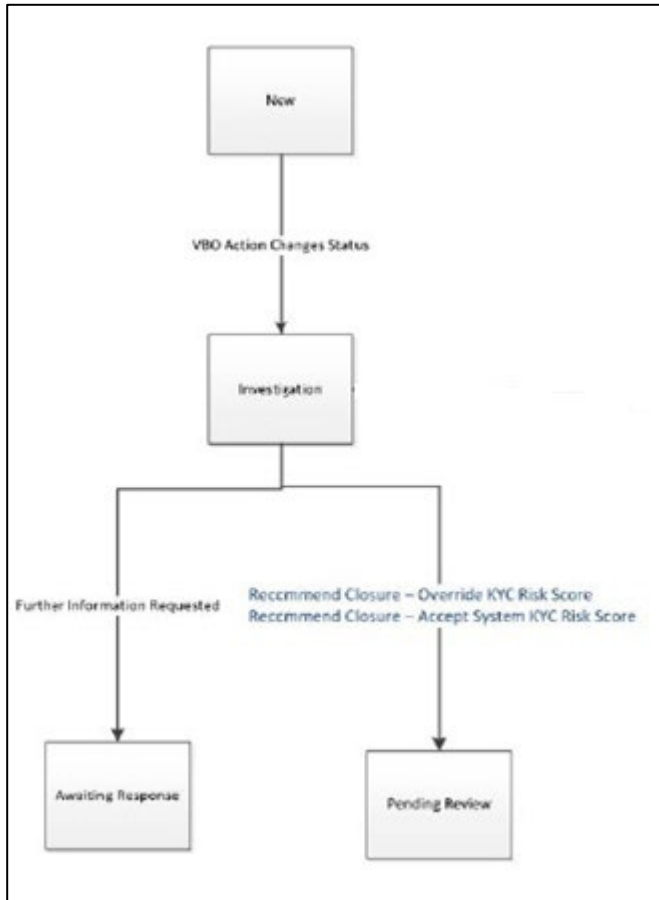 New
VBO Action Changes Status
Investigation
Further Information Requested
Reccmmend Closure – Override KYC Risk Score
Reccmmend Closure – Accept System KYC Risk Score
Awaiting Response
Pending Review